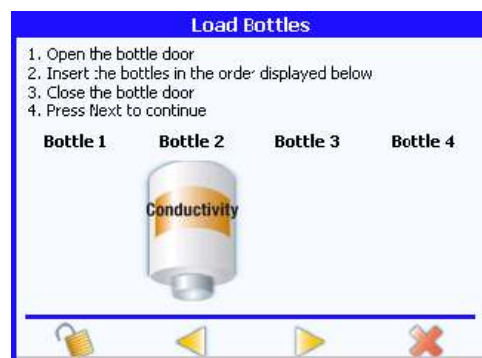 Load Bottles
1. Open the bottle door
2. Insert the bottles in the order displayed below
3. Close the bottle door
4. Press Next to continue
Bottle 1 Bottle 2 Bottle 3 Bottle 4
Conductivity